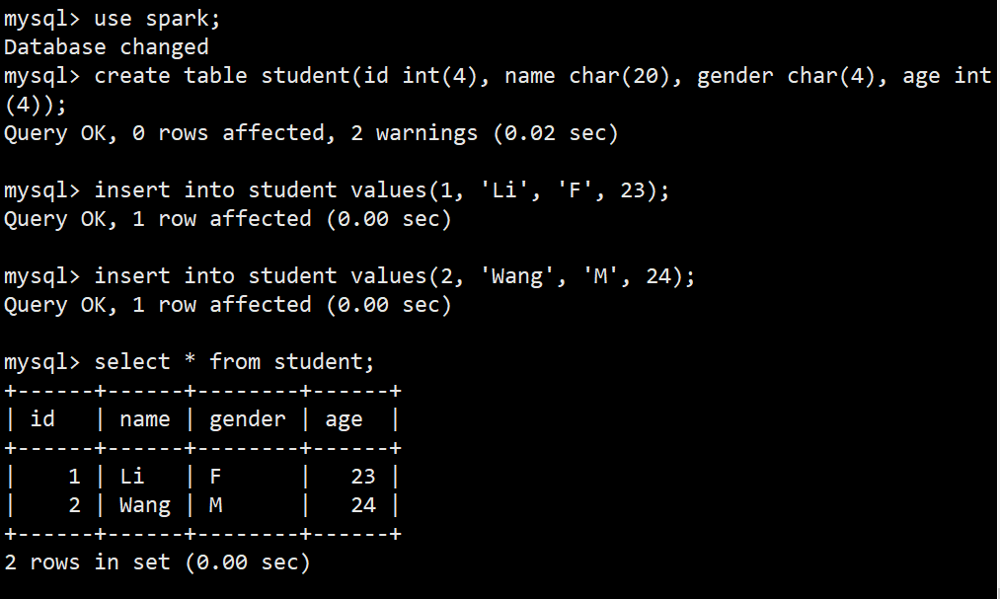 mysql> use spark;
Database changed
mysql> create table student(id int(4), name char(20), gender char(4), age int
(4));
Query OK, 0 rows affected, 2 warnings (0.02 sec)
mysql> insert into student values(1, 'Li', 'F', 23);
Query OK, 1 row affected (0.00 sec)
mysql> insert into student values(2, 'Wang', 'M', 24);
Query OK, 1 row affected (0.00 sec)
mysql> select * from student;
+------+------+--------+------+
| id   | name | gender | age  |
+------+------+--------+------+
|    1 | Li   | F      |   23 |
|    2 | Wang | M      |   24 |
+------+------+--------+------+
2 rows in set (0.00 sec)